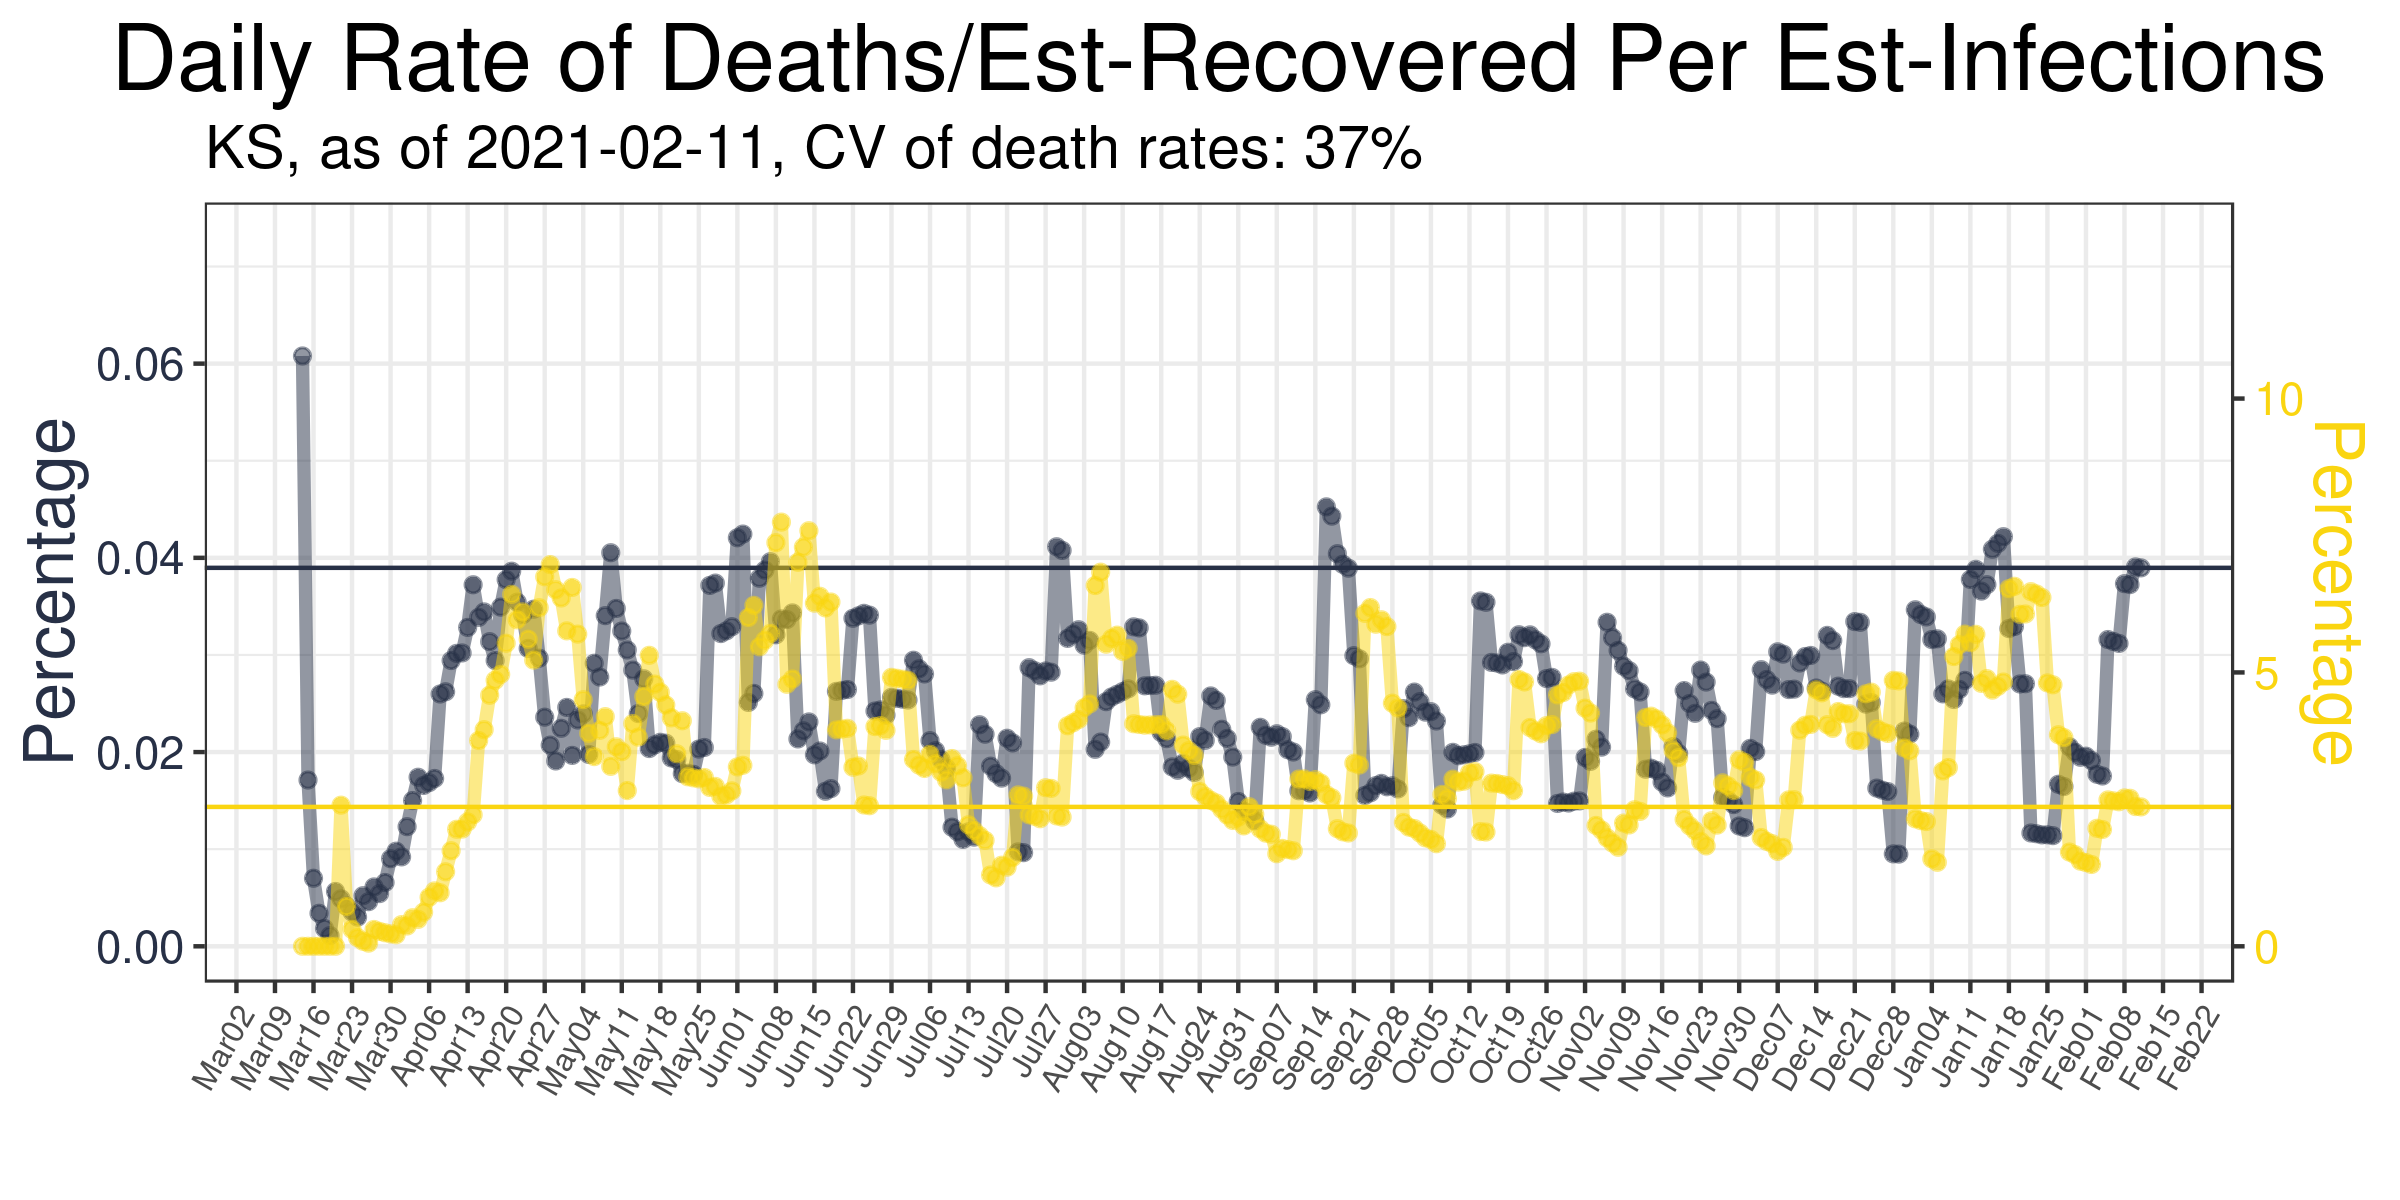 Daily Rate of Deaths/Est-Recovered Per Est-Infections
KS, as of 2021-02-11, CV of death rates: 37%
Percentage
0.06
0.04
0.02
0.00
10
5
0
Percentage
Mar02
Mar09
Mar16
Mar23
Mar30
Apr06
Apr13
Apr20
Apr27
May04
May11
May18
May25
Jun01
Jun08
Jun15
Jun22
Jun29
Jul06
Jul13
Jul20
Jul27
Aug03
Aug10
Aug17
Aug24
Aug31
Sep07
Sep14
Sep21
Sep28
Oct05
Oct12
Oct19
Oct26
Nov02
Nov09
Nov16
Nov23
Nov30
Dec07
Dec14
Dec21
Dec28
Jan04
Jan11
Jan18
Jan25
Feb01
Feb08
Feb15
Feb22